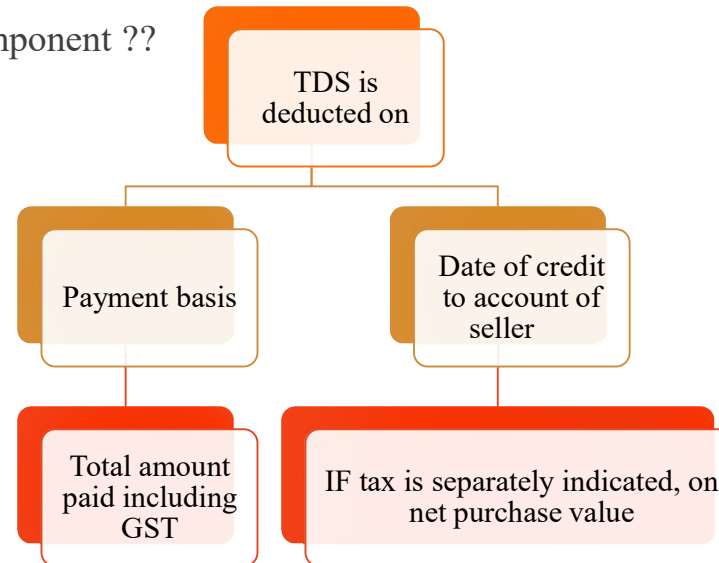 mponent ??
TDS is
deducted on
Payment basis
Date of credit
to account of
seller
Total amount
paid including
GST
IF tax is separately indicated, on
net purchase value